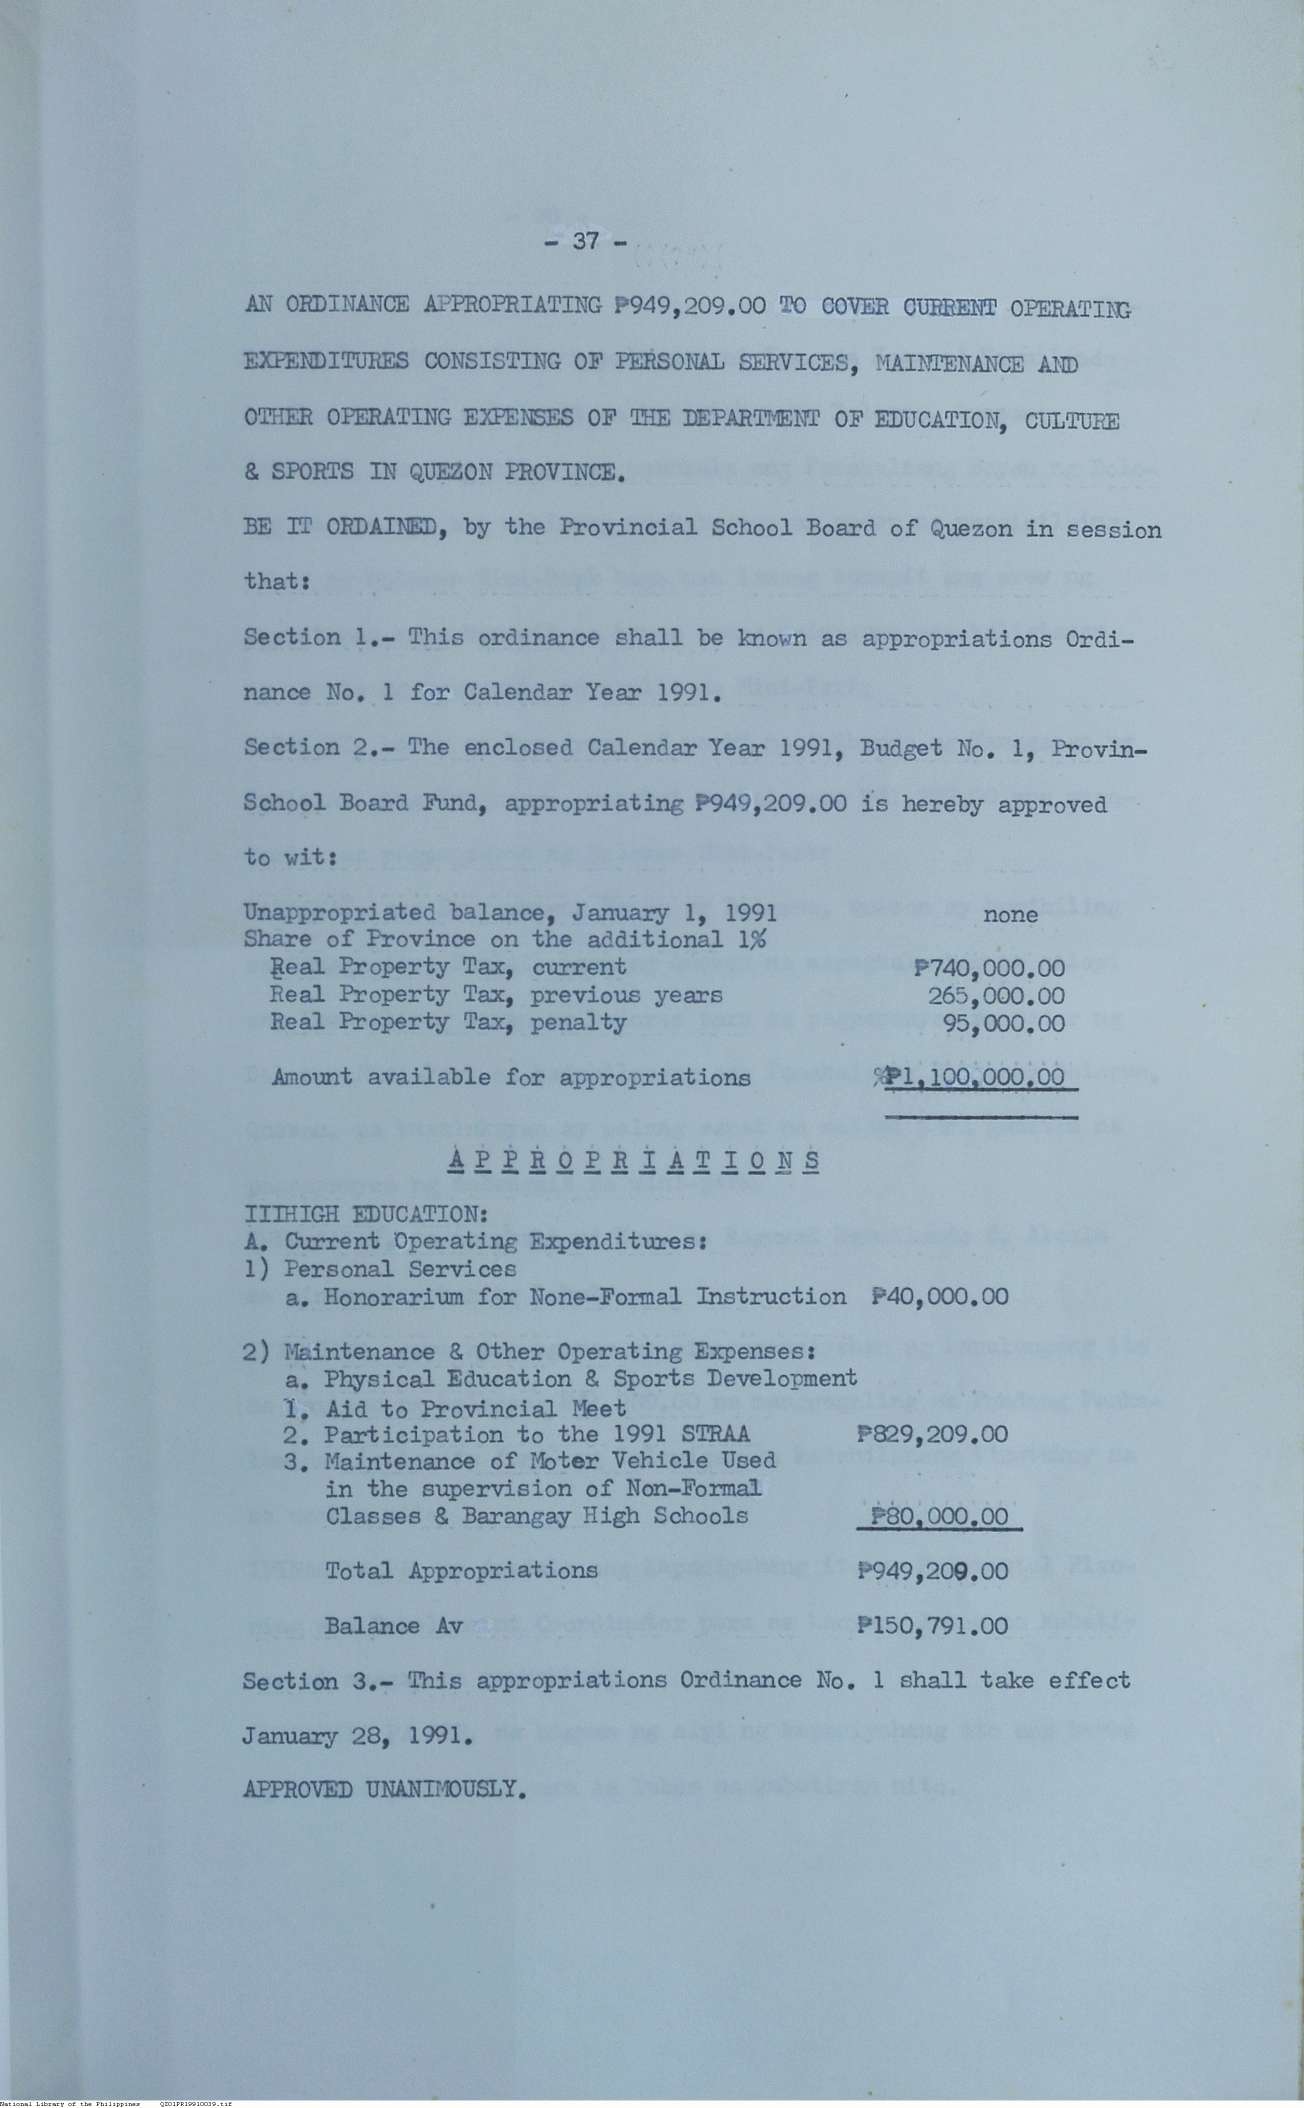 - 37 -
AN ORDINANCE APPROPRIATING ₱949,209.00 TO COVER CURRENT OPERATING
EXPENDITURES CONSISTING OF PERSONAL SERVICES, MAINTENANCE AND
OTHER OPERATING EXPENSES OF THE DEPARTMENT OF EDUCATION, CULTURE
& SPORTS IN QUEZON PROVINCE.
BE IT ORDAINED, by the Provincial School Board of Quezon in session
that:
Section 1.- This ordinance shall be known as appropriations Ordi-
nance No. 1 for Calendar Year 1991.
Section 2.- The enclosed Calendar Year 1991, Budget No. 1, Provin-
School Board Fund, appropriating ₱949,209.00 is hereby approved
to wit:
Unappropriated balance, January 1, 1991 none
Share of Province on the additional 1%
Real Property Tax, current ₱740,000.00
Real Property Tax, previous years 265,000.00
Real Property Tax, penalty 95,000.00
Amount available for appropriations %₱1,100,000.00
A P P R O P R I A T I O N S
IIIHIGH EDUCATION:
A. Current Operating Expenditures:
1) Personal Services
a. Honorarium for None-Formal Instruction ₱40,000.00
2) Maintenance & Other Operating Expenses:
a. Physical Education & Sports Development
1. Aid to Provincial Meet
2. Participation to the 1991 STRAA ₱829,209.00
3. Maintenance of Moter Vehicle Used
in the supervision of Non-Formal
Classes & Barangay High Schools ₱80,000.00
Total Appropriations ₱949,209.00
Balance Av ₱150,791.00
Section 3.- This appropriations Ordinance No. 1 shall take effect
January 28, 1991.
APPROVED UNANIMOUSLY.
National Library of the Philippines QZ01PR19910039.tif